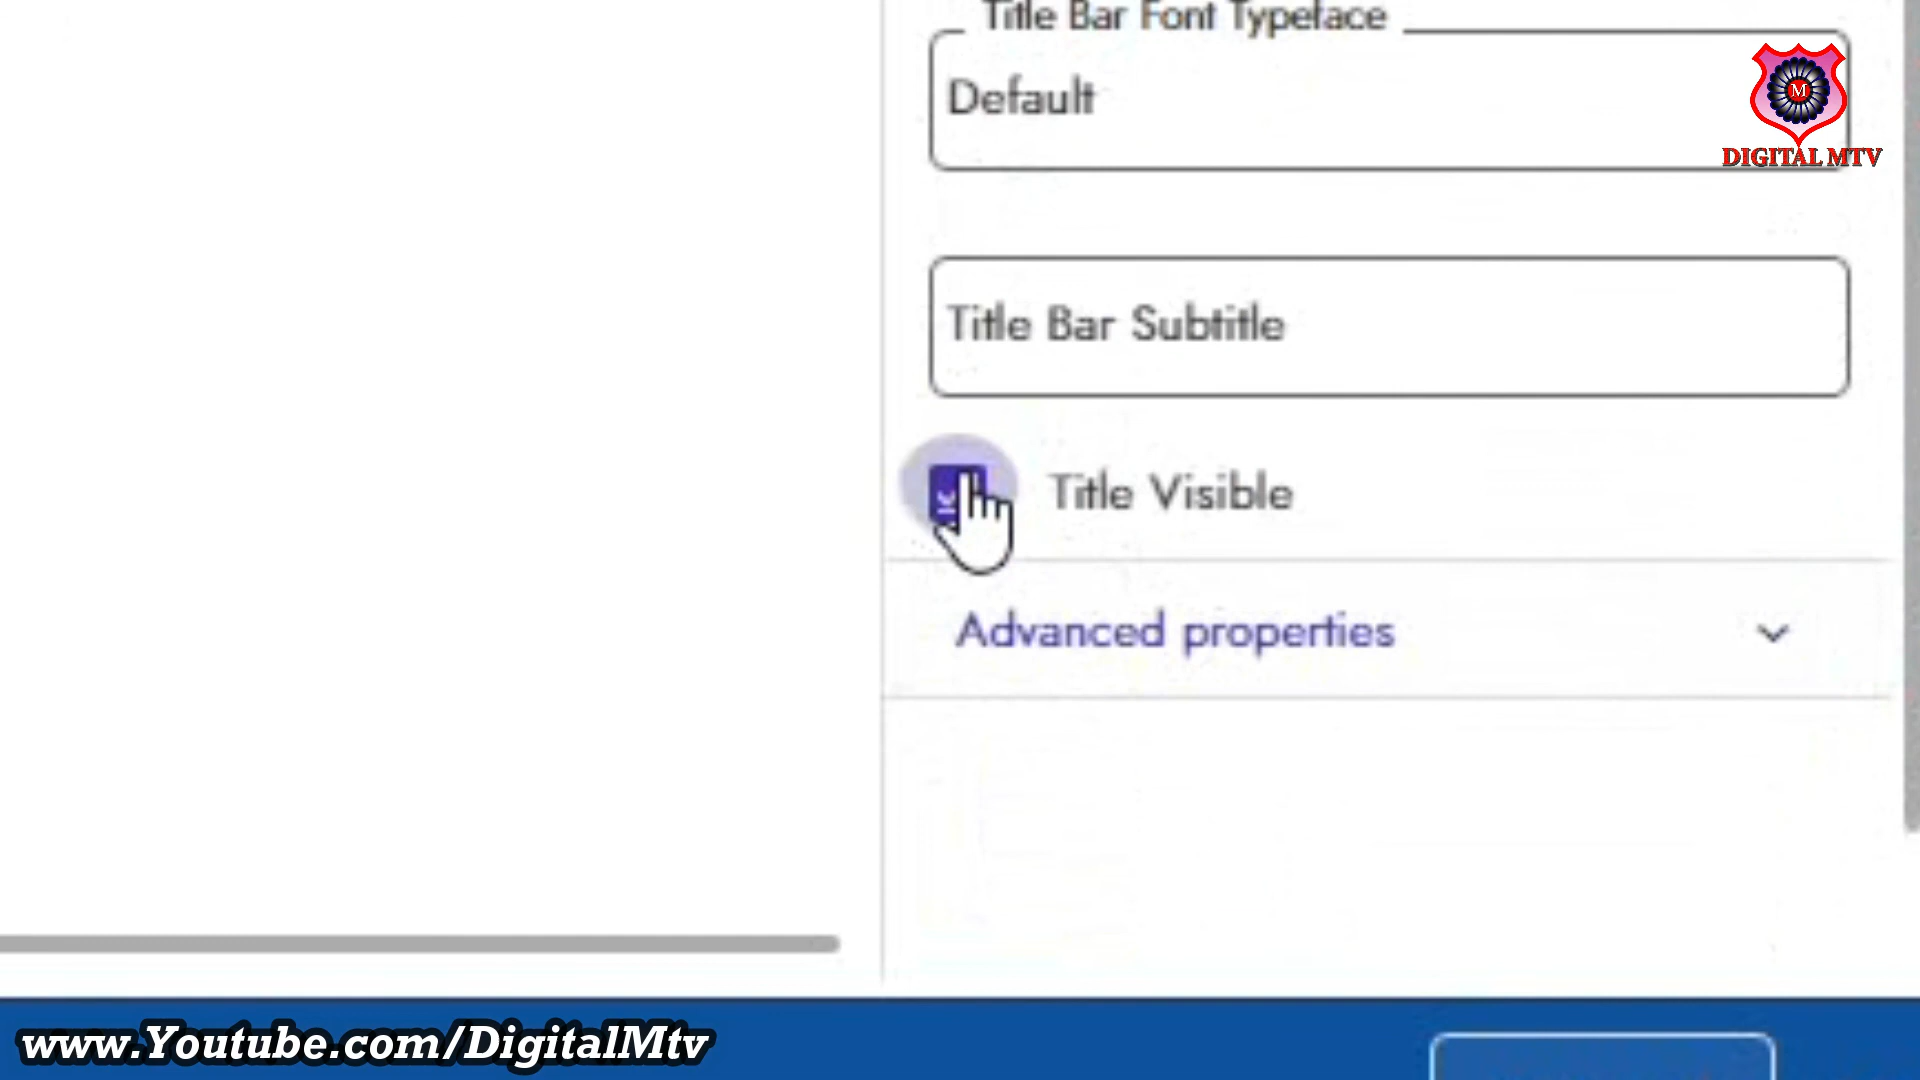 Title Bar Font Typeface
Default
M
DIGITAL MTV
Title Bar Subtitle
Title Visible
Advanced properties
www.Youtube.com/DigitalMtv